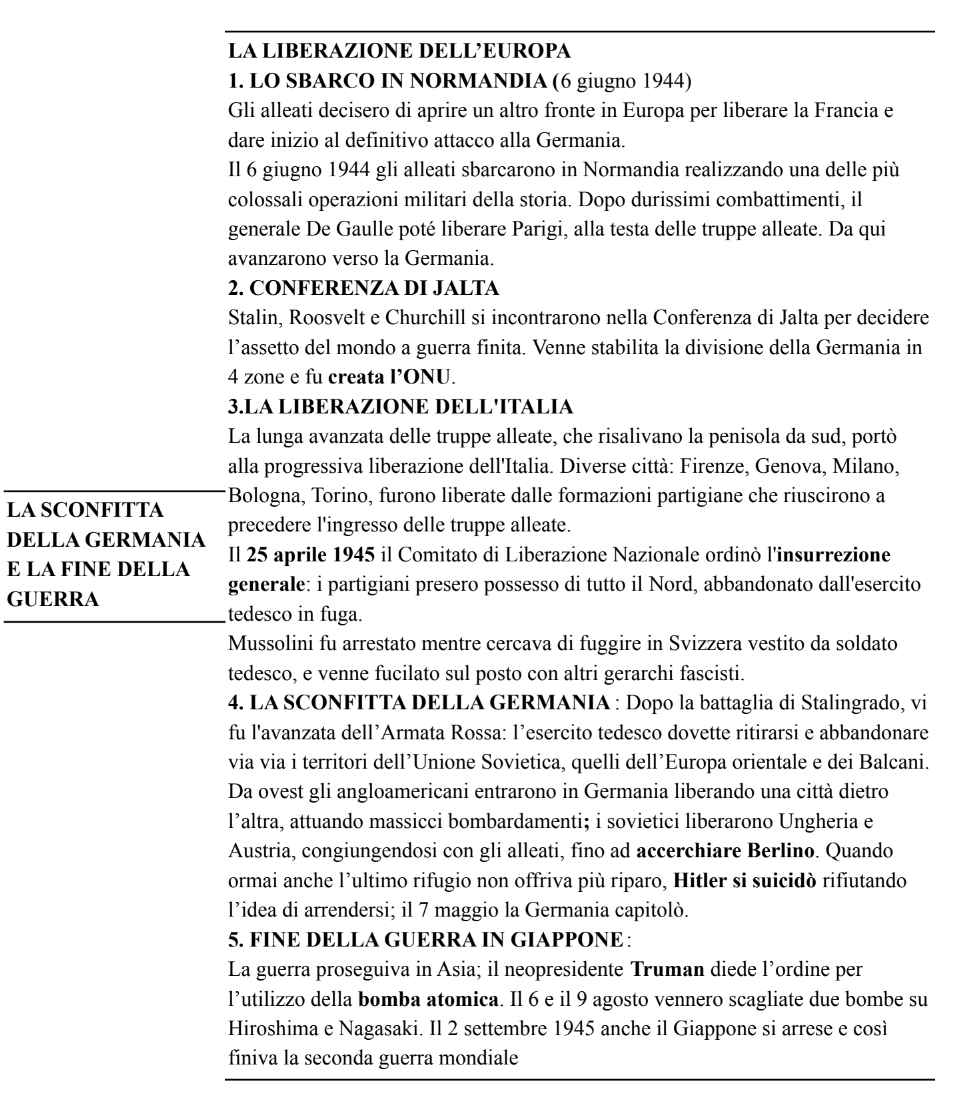 LA LIBERAZIONE DELL’EUROPA
1. LO SBARCO IN NORMANDIA (6 giugno 1944)
Gli alleati decisero di aprire un altro fronte in Europa per liberare la Francia e
dare inizio al definitivo attacco alla Germania.
Il 6 giugno 1944 gli alleati sbarcarono in Normandia realizzando una delle più
colossali operazioni militari della storia. Dopo durissimi combattimenti, il
generale De Gaulle poté liberare Parigi, alla testa delle truppe alleate. Da qui
avanzarono verso la Germania.
2. CONFERENZA DI JALTA
Stalin, Roosvelt e Churchill si incontrarono nella Conferenza di Jalta per decidere
l’assetto del mondo a guerra finita. Venne stabilita la divisione della Germania in
4 zone e fu creata l’ONU.
3.LA LIBERAZIONE DELL'ITALIA
La lunga avanzata delle truppe alleate, che risalivano la penisola da sud, portò
alla progressiva liberazione dell'Italia. Diverse città: Firenze, Genova, Milano,
Bologna, Torino, furono liberate dalle formazioni partigiane che riuscirono a
precedere l'ingresso delle truppe alleate.
Il 25 aprile 1945 il Comitato di Liberazione Nazionale ordinò l'insurrezione
generale: i partigiani presero possesso di tutto il Nord, abbandonato dall'esercito
tedesco in fuga.
Mussolini fu arrestato mentre cercava di fuggire in Svizzera vestito da soldato
tedesco, e venne fucilato sul posto con altri gerarchi fascisti.
4. LA SCONFITTA DELLA GERMANIA : Dopo la battaglia di Stalingrado, vi
fu l'avanzata dell’Armata Rossa: l’esercito tedesco dovette ritirarsi e abbandonare
via via i territori dell’Unione Sovietica, quelli dell’Europa orientale e dei Balcani.
Da ovest gli angloamericani entrarono in Germania liberando una città dietro
l’altra, attuando massicci bombardamenti; i sovietici liberarono Ungheria e
Austria, congiungendosi con gli alleati, fino ad accerchiare Berlino. Quando
ormai anche l’ultimo rifugio non offriva più riparo, Hitler si suicidò rifiutando
l’idea di arrendersi; il 7 maggio la Germania capitolò.
5. FINE DELLA GUERRA IN GIAPPONE:
La guerra proseguiva in Asia; il neopresidente Truman diede l’ordine per
l’utilizzo della bomba atomica. Il 6 e il 9 agosto vennero scagliate due bombe su
Hiroshima e Nagasaki. Il 2 settembre 1945 anche il Giappone si arrese e così
finiva la seconda guerra mondiale
LA SCONFITTA
DELLA GERMANIA
E LA FINE DELLA
GUERRA